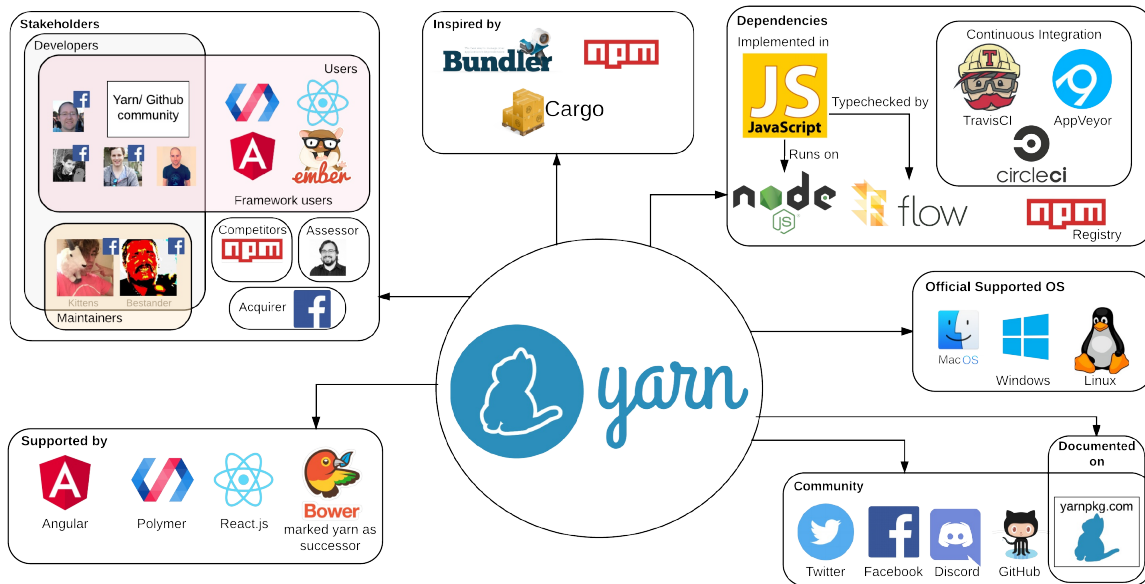 Stakeholders
Developers
Users
Yarn/ Github
community
ember
Framework users
Kittens
Bestander
Maintainers
Competitors
npm
Assessor
Acquirer
Inspired by
Bundler
npm
Cargo
Dependencies
Implemented in
JS
JavaScript
Typechecked by
Runs on
node
JS
flow
Continuous Integration
T
TravisCI
AppVeyor
circleci
npm
Registry
yarn
Official Supported OS
Mac OS
Windows
Linux
Supported by
Angular
Polymer
React.js
Bower
marked yarn as
successor
Documented
on
Community
yarnpkg.com
Twitter
Facebook
Discord
GitHub